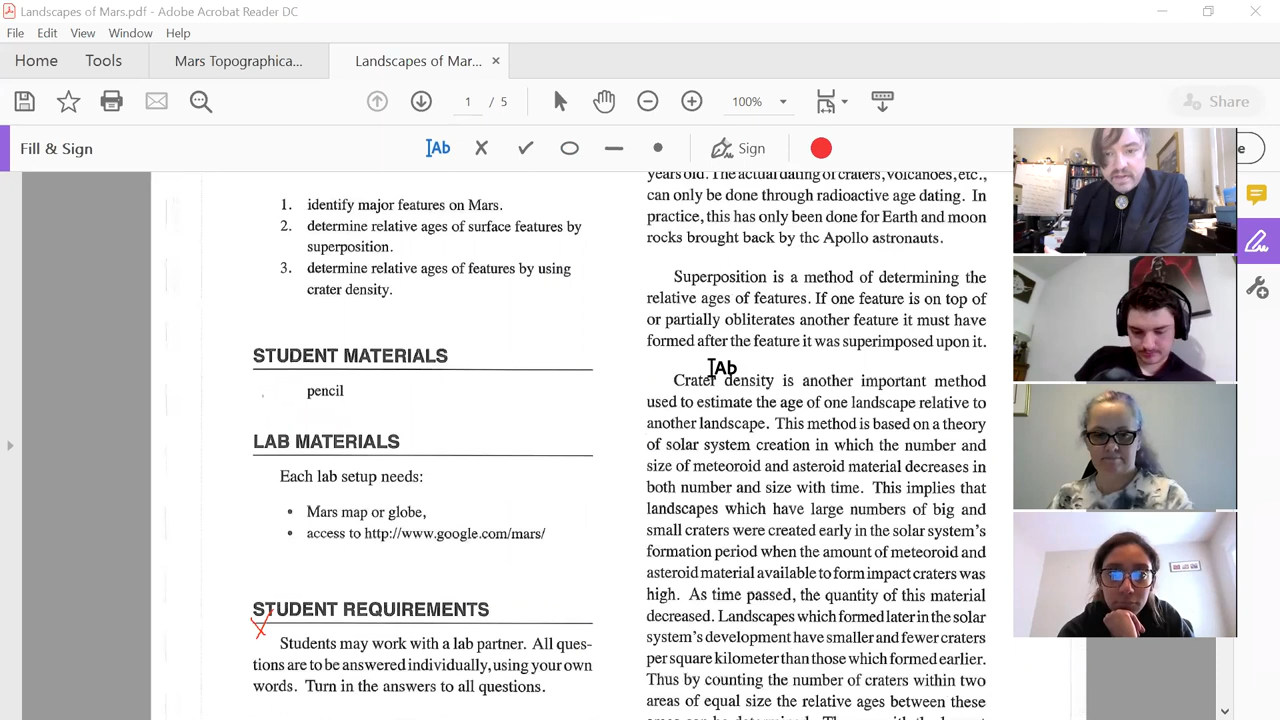 Landscapes of Mars.pdf - Adobe Acrobat Reader DC
File Edit View Window Help
Home Tools Mars Topographica... Landscapes of Mar... ×
1 / 5 100% Share
Fill & Sign
Ab Sign
1. identify major features on Mars.
2. determine relative ages of surface features by
superposition.
3. determine relative ages of features by using
crater density.
STUDENT MATERIALS
pencil
LAB MATERIALS
Each lab setup needs:
• Mars map or globe,
• access to http://www.google.com/mars/
STUDENT REQUIREMENTS
Students may work with a lab partner. All ques-
tions are to be answered individually, using your own
words. Turn in the answers to all questions.
years old. The actual dating of craters, volcanoes, etc.,
can only be done through radioactive age dating. In
practice, this has only been done for Earth and moon
rocks brought back by the Apollo astronauts.
Superposition is a method of determining the
relative ages of features. If one feature is on top of
or partially obliterates another feature it must have
formed after the feature it was superimposed upon it.
Ab
Crater density is another important method
used to estimate the age of one landscape relative to
another landscape. This method is based on a theory
of solar system creation in which the number and
size of meteoroid and asteroid material decreases in
both number and size with time. This implies that
landscapes which have large numbers of big and
small craters were created early in the solar system's
formation period when the amount of meteoroid and
asteroid material available to form impact craters was
high. As time passed, the quantity of this material
decreased. Landscapes which formed later in the solar
system's development have smaller and fewer craters
per square kilometer than those which formed earlier.
Thus by counting the number of craters within two
areas of equal size the relative ages between these